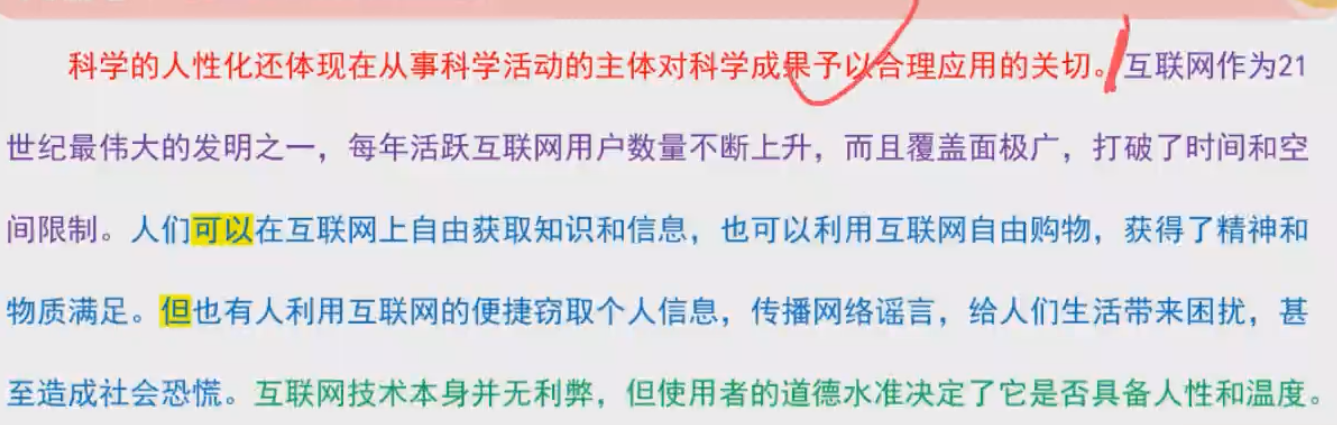 科学的人性化还体现在从事科学活动的主体对科学成果予以合理应用的关切。互联网作为21
世纪最伟大的发明之一，每年活跃互联网用户数量不断上升，而且覆盖面极广，打破了时间和空
间限制。人们可以在互联网上自由获取知识和信息，也可以利用互联网自由购物，获得了精神和
物质满足。但也有人利用互联网的便捷窃取个人信息，传播网络谣言，给人们生活带来困扰，甚
至造成社会恐慌。互联网技术本身并无利弊，但使用者的道德水准决定了它是否具备人性和温度。